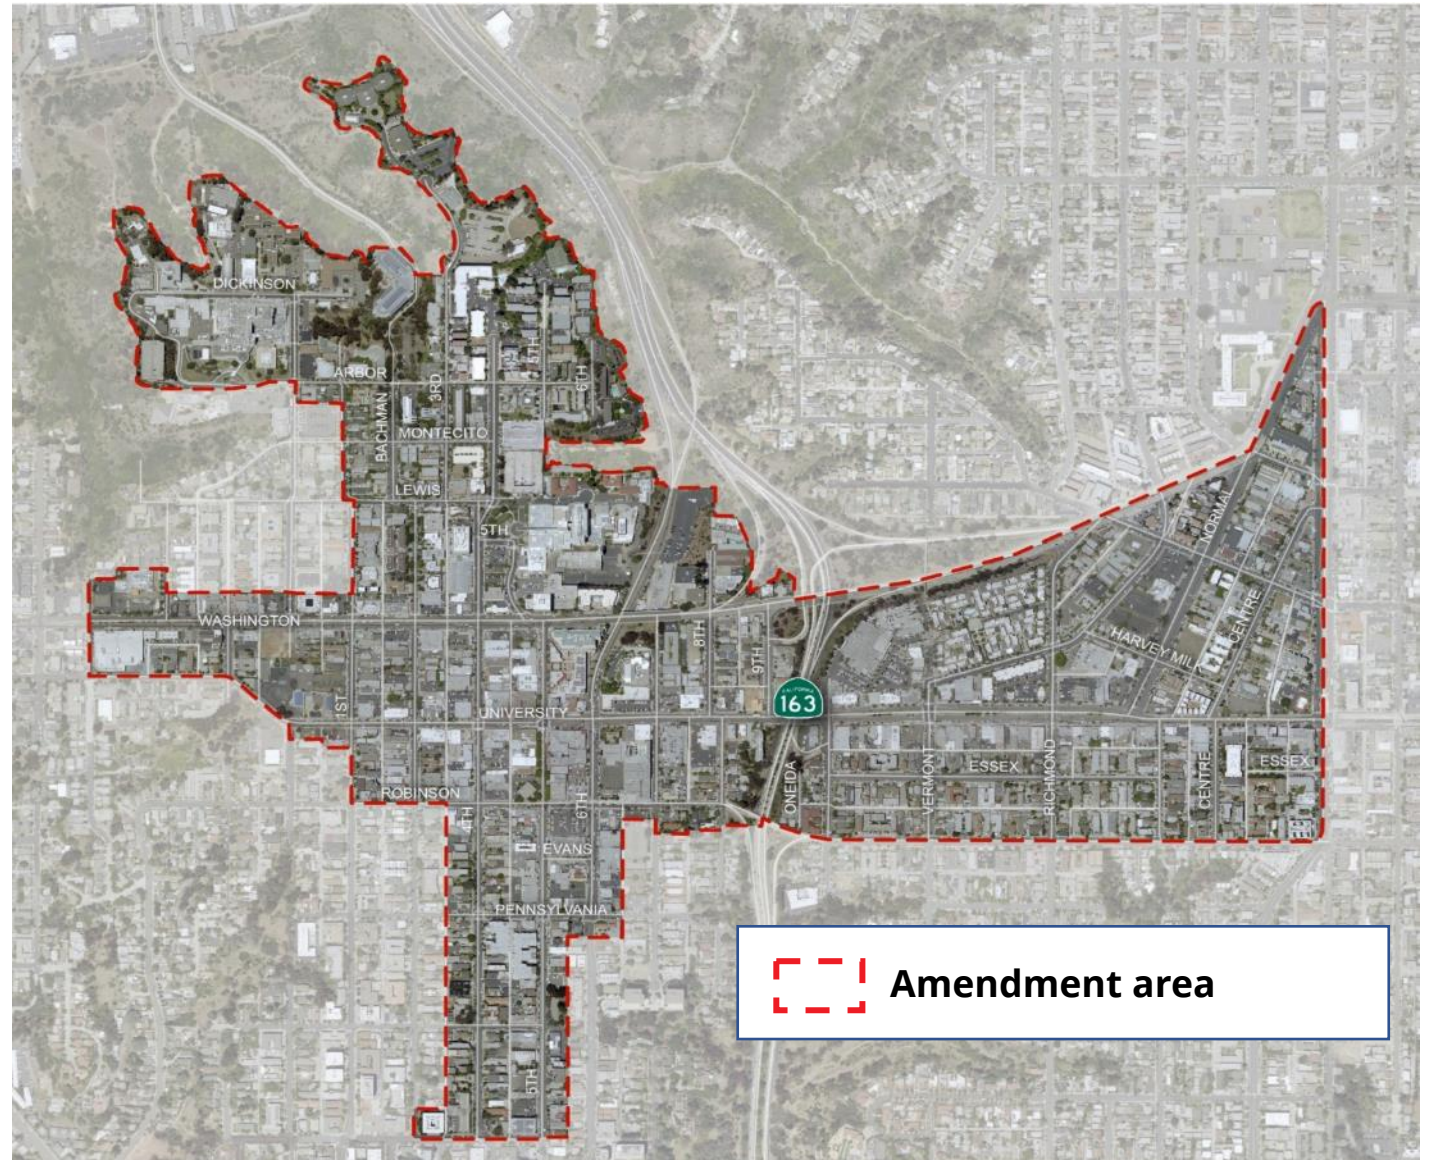 DICKINSON
ARBOR
5TH
6TH
3RD
BACHMAN
MONTECITO
LEWIS
5TH
NORMAL
WASHINGTON
8TH
9TH
CENTRE
HARVEY MILK
CALIFORNIA
163
1ST
UNIVERSITY
ONEIDA
VERMONT
ESSEX
RICHMOND
CENTRE
ESSEX
ROBINSON
4TH
6TH
EVANS
PENNSYLVANIA
Amendment area
5TH